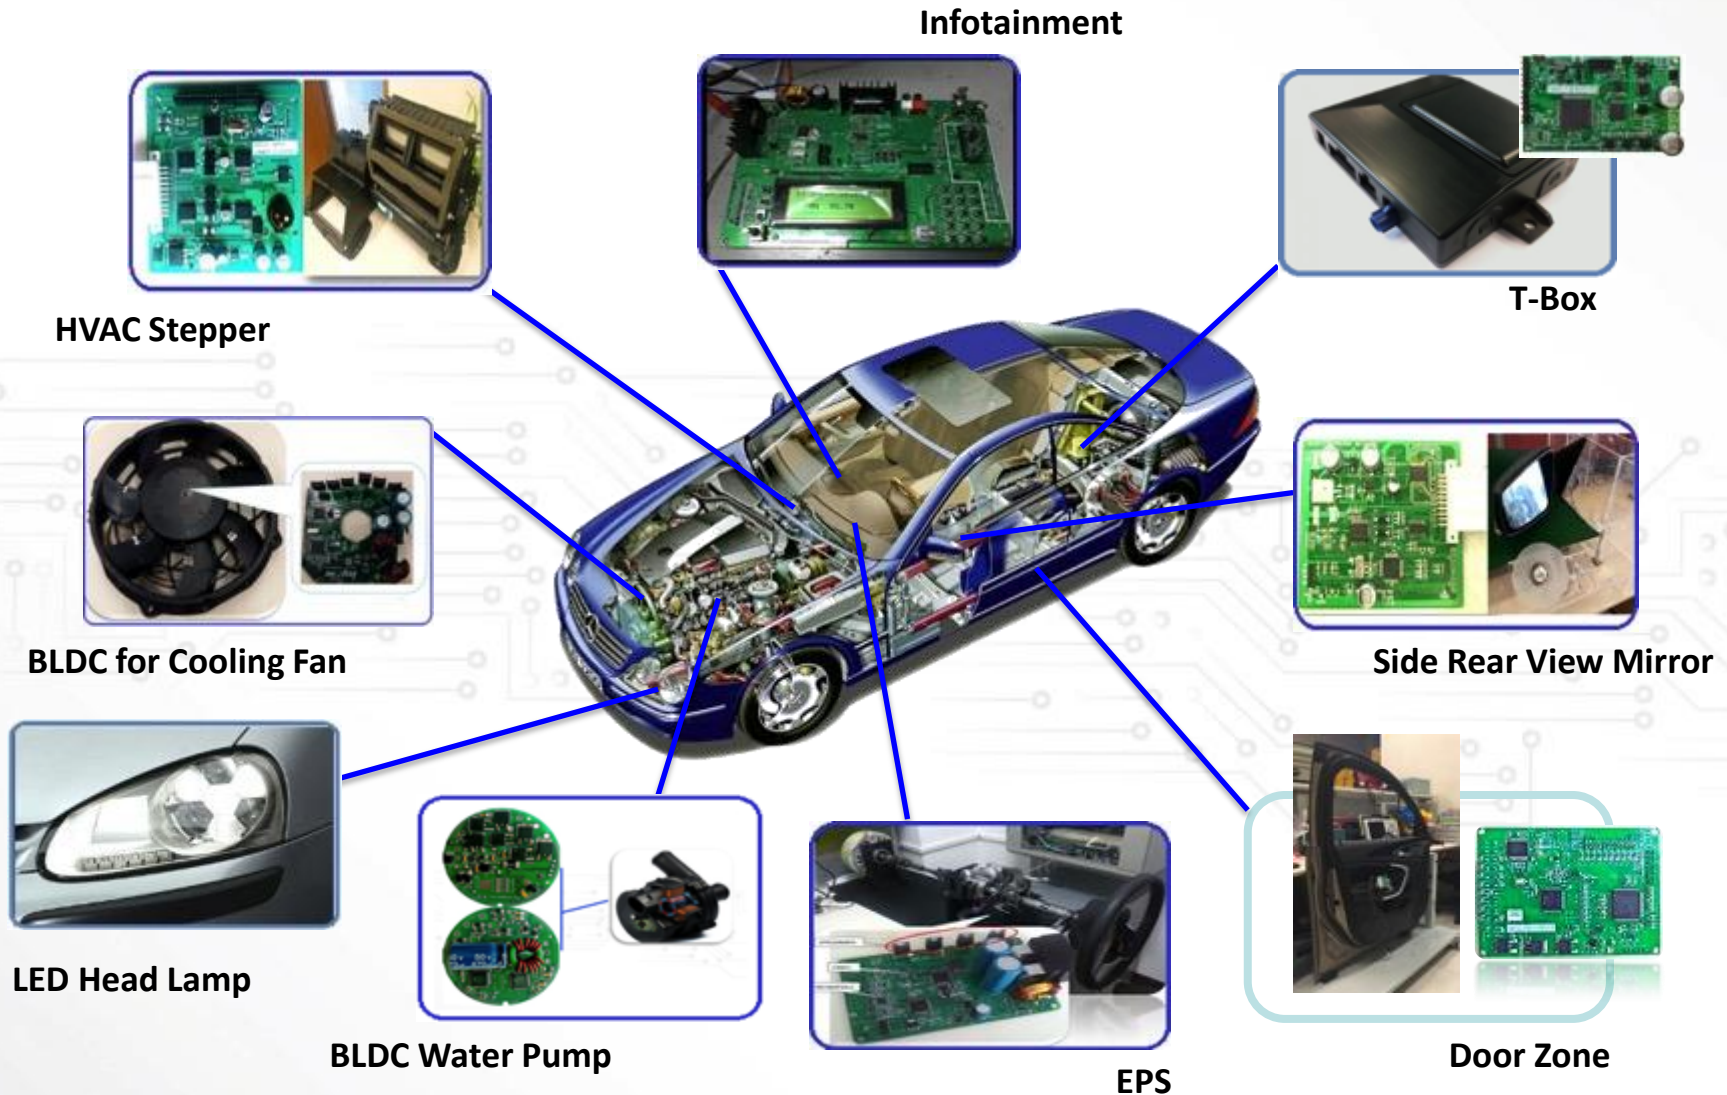 Infotainment
T-Box
HVAC Stepper
BLDC for Cooling Fan
Side Rear View Mirror
LED Head Lamp
BLDC Water Pump
EPS
Door Zone